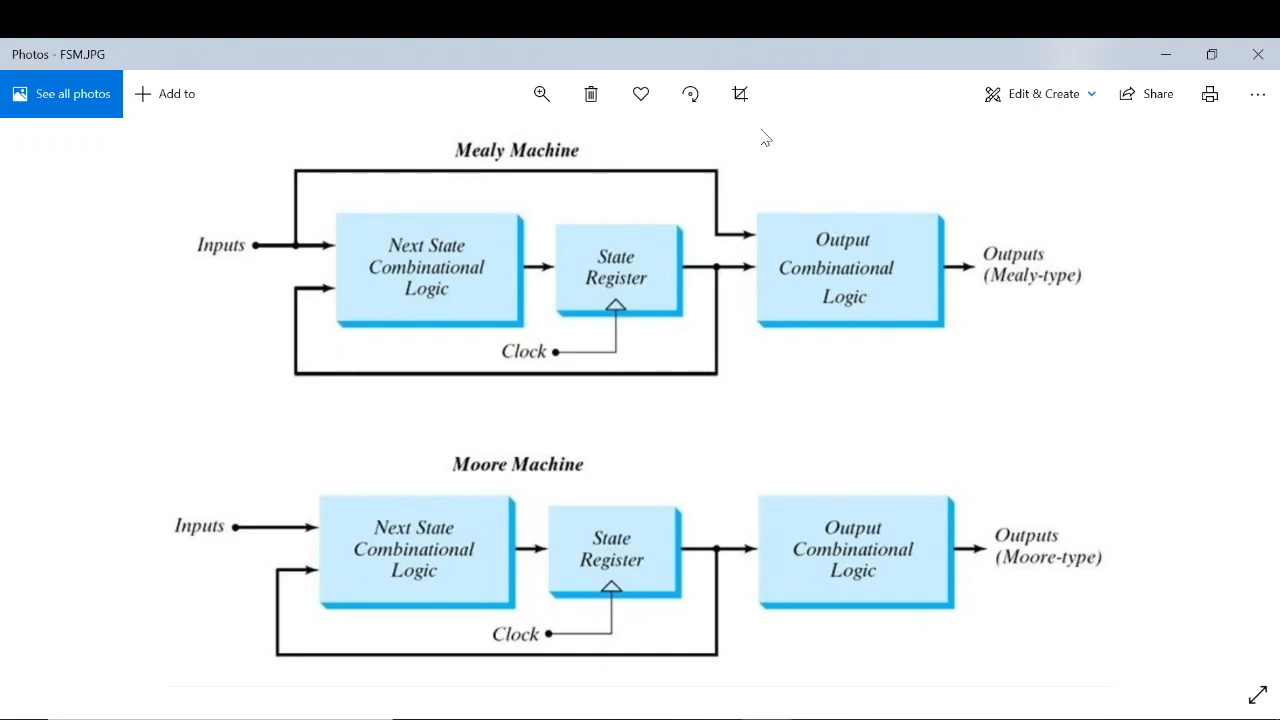 Photos - FSM.JPG
See all photos
Add to
Edit & Create
Share
Mealy Machine
Inputs
Next State
Combinational
Logic
State
Register
Clock
Output
Combinational
Logic
Outputs
(Mealy-type)
Moore Machine
Inputs
Next State
Combinational
Logic
State
Register
Clock
Output
Combinational
Logic
Outputs
(Moore-type)